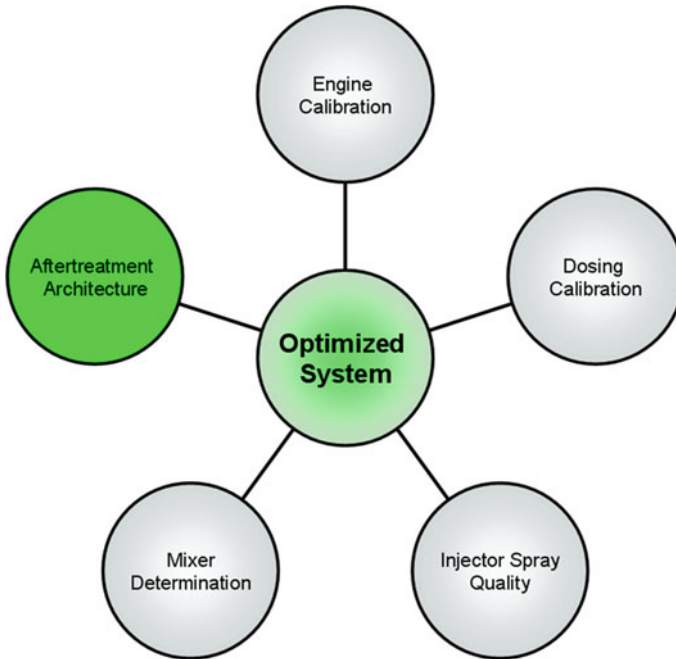 Engine
Calibration
Aftertreatment
Architecture
Dosing
Calibration
Optimized
System
Mixer
Determination
Injector Spray
Quality